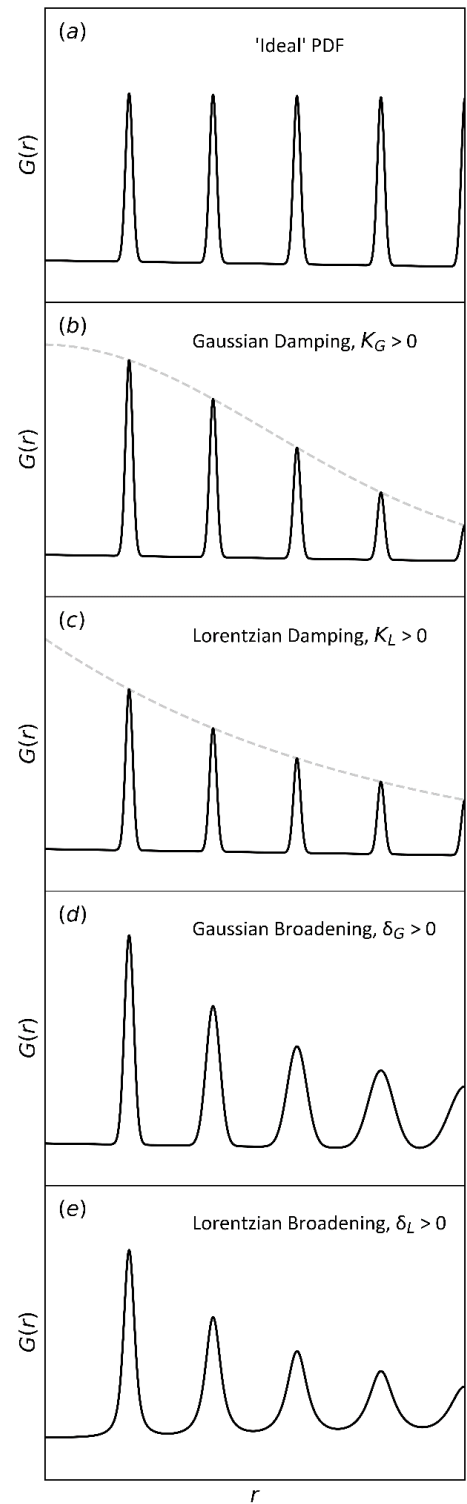 (a)
'Ideal' PDF
G(r)
(b)
Gaussian Damping, K_G > 0
G(r)
(c)
Lorentzian Damping, K_L > 0
G(r)
(d)
Gaussian Broadening, δ_G > 0
G(r)
(e)
Lorentzian Broadening, δ_L > 0
G(r)
r